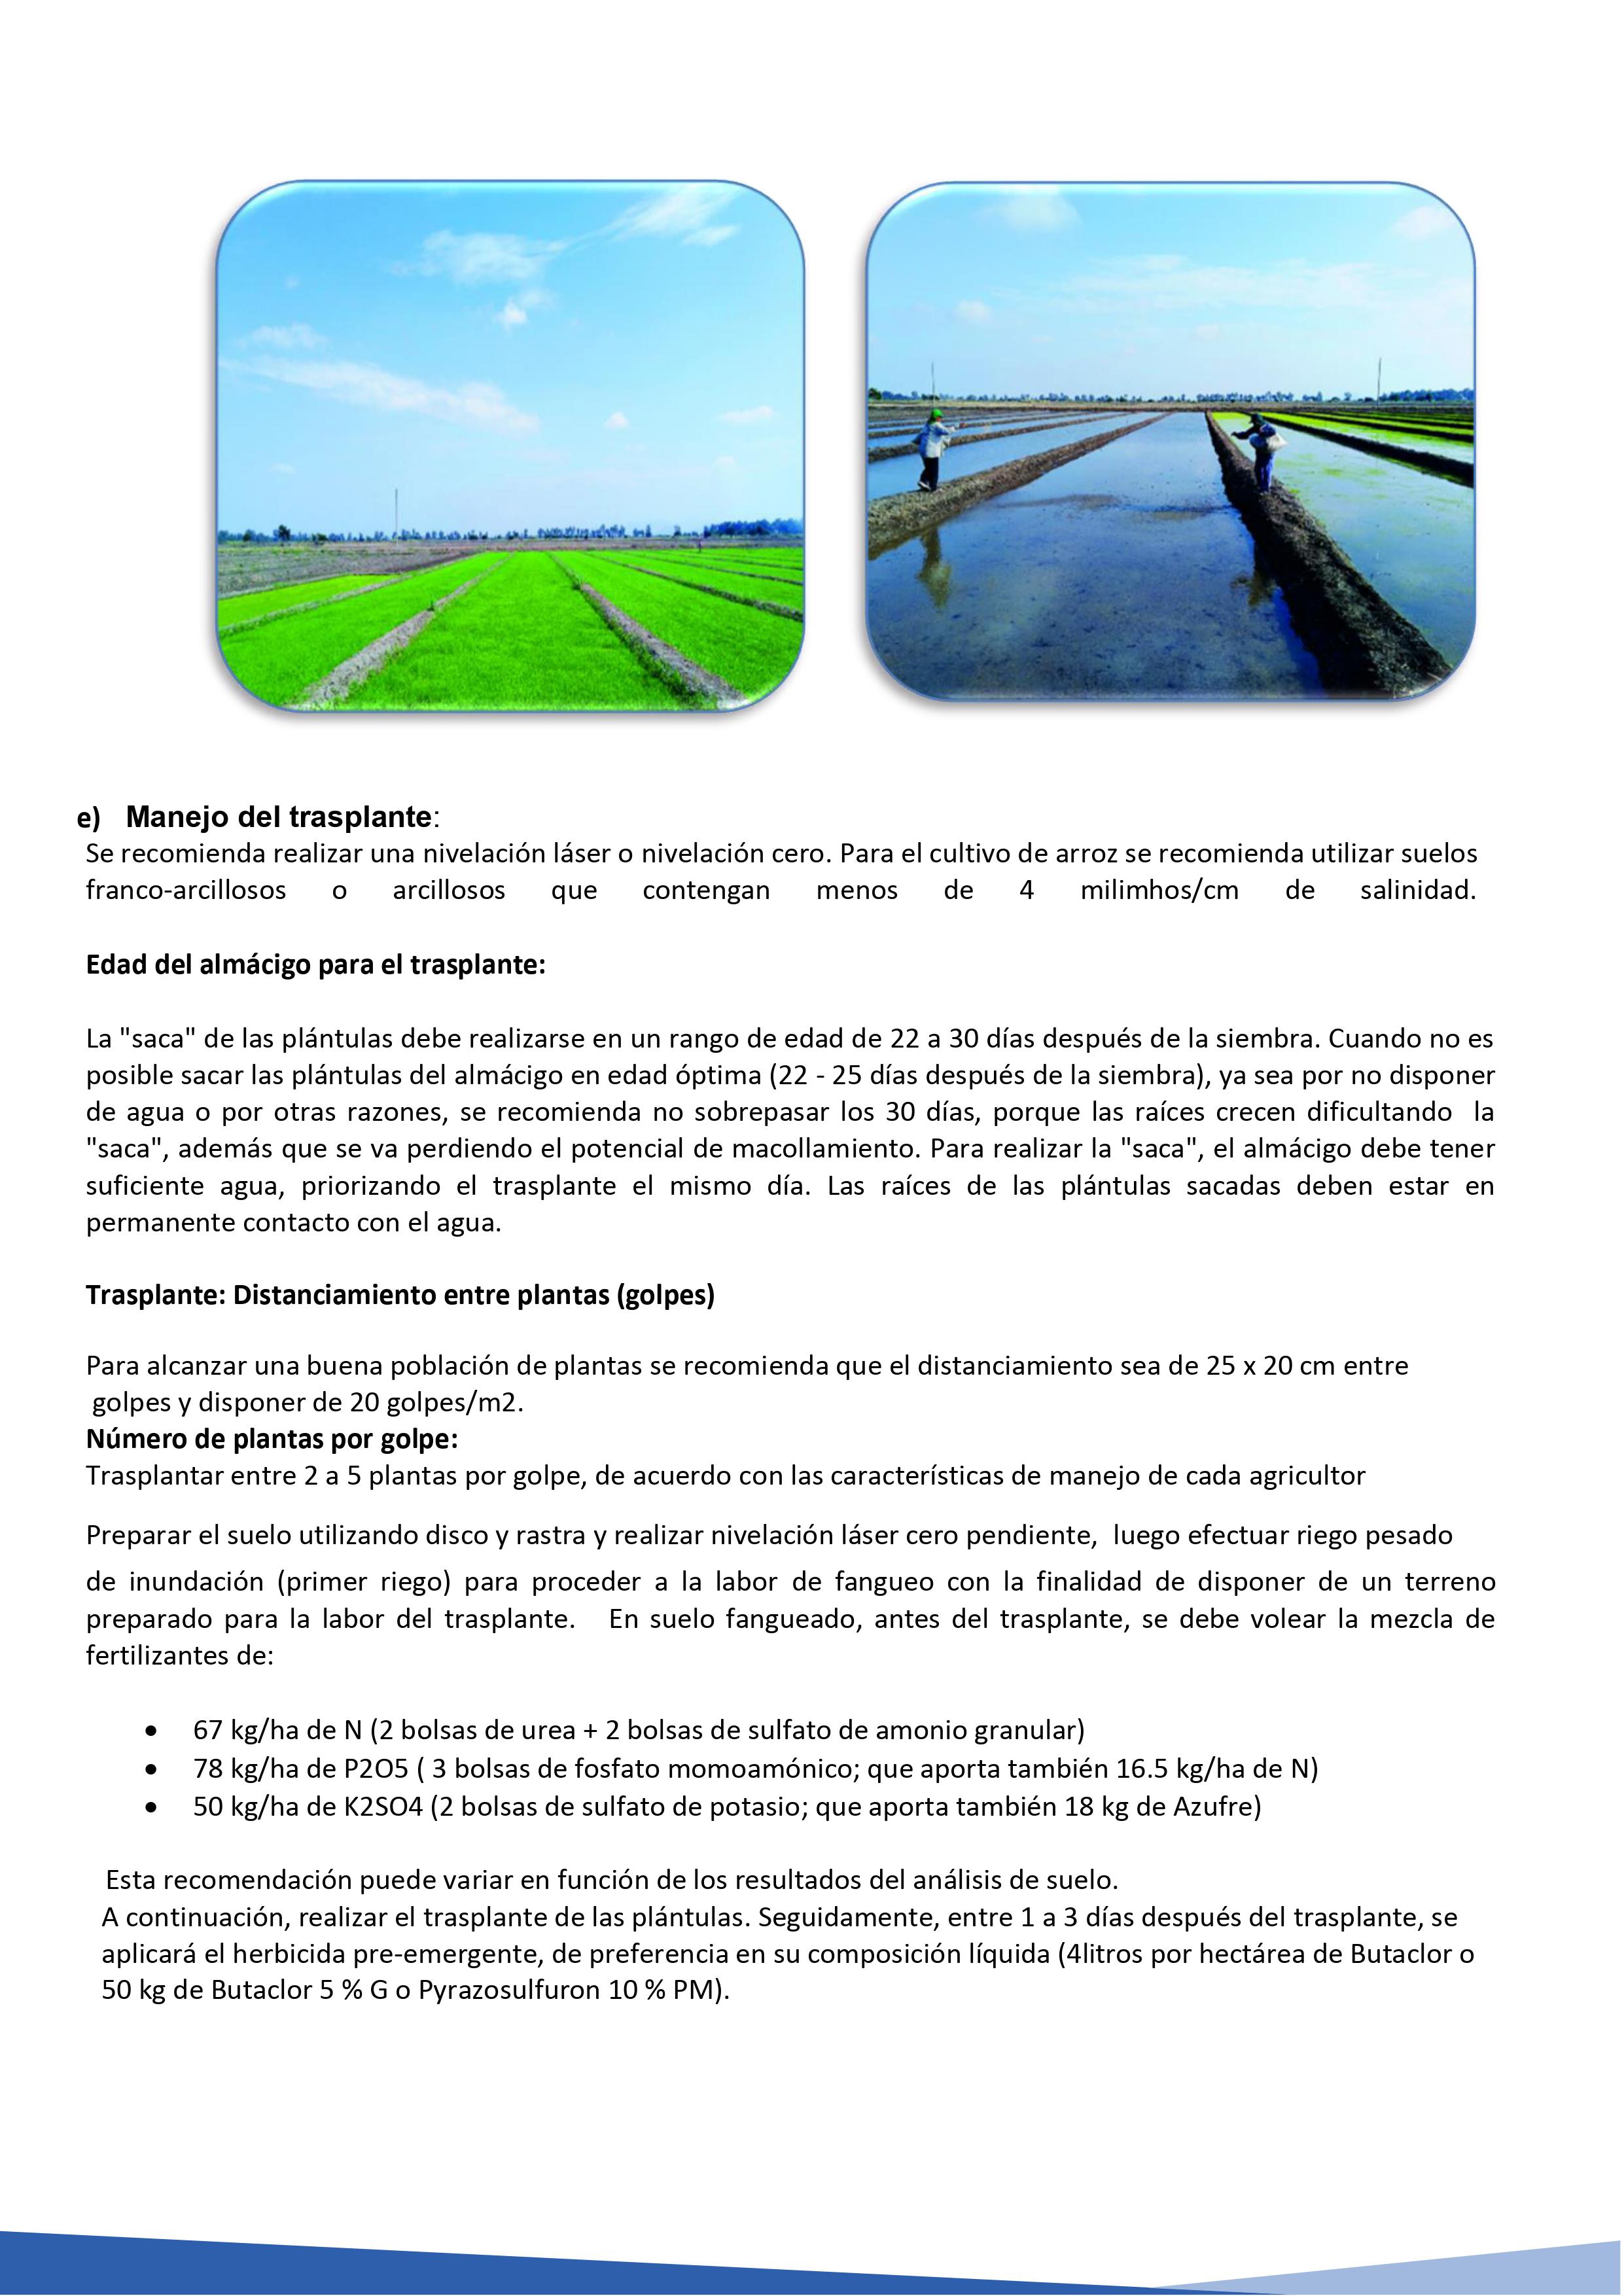 e) Manejo del trasplante:
Se recomienda realizar una nivelación láser o nivelación cero. Para el cultivo de arroz se recomienda utilizar suelos
franco-arcillosos o arcillosos que contengan menos de 4 milimhos/cm de salinidad.
Edad del almácigo para el trasplante:
La "saca" de las plántulas debe realizarse en un rango de edad de 22 a 30 días después de la siembra. Cuando no es
posible sacar las plántulas del almácigo en edad óptima (22 - 25 días después de la siembra), ya sea por no disponer
de agua o por otras razones, se recomienda no sobrepasar los 30 días, porque las raíces crecen dificultando la
"saca", además que se va perdiendo el potencial de macollamiento. Para realizar la "saca", el almácigo debe tener
suficiente agua, priorizando el trasplante el mismo día. Las raíces de las plántulas sacadas deben estar en
permanente contacto con el agua.
Trasplante: Distanciamiento entre plantas (golpes)
Para alcanzar una buena población de plantas se recomienda que el distanciamiento sea de 25 x 20 cm entre
golpes y disponer de 20 golpes/m2.
Número de plantas por golpe:
Trasplantar entre 2 a 5 plantas por golpe, de acuerdo con las características de manejo de cada agricultor
Preparar el suelo utilizando disco y rastra y realizar nivelación láser cero pendiente, luego efectuar riego pesado
de inundación (primer riego) para proceder a la labor de fangueo con la finalidad de disponer de un terreno
preparado para la labor del trasplante. En suelo fangueado, antes del trasplante, se debe volear la mezcla de
fertilizantes de:
• 67 kg/ha de N (2 bolsas de urea + 2 bolsas de sulfato de amonio granular)
• 78 kg/ha de P2O5 ( 3 bolsas de fosfato momoamónico; que aporta también 16.5 kg/ha de N)
• 50 kg/ha de K2SO4 (2 bolsas de sulfato de potasio; que aporta también 18 kg de Azufre)
Esta recomendación puede variar en función de los resultados del análisis de suelo.
A continuación, realizar el trasplante de las plántulas. Seguidamente, entre 1 a 3 días después del trasplante, se
aplicará el herbicida pre-emergente, de preferencia en su composición líquida (4litros por hectárea de Butaclor o
50 kg de Butaclor 5 % G o Pyrazosulfuron 10 % PM).